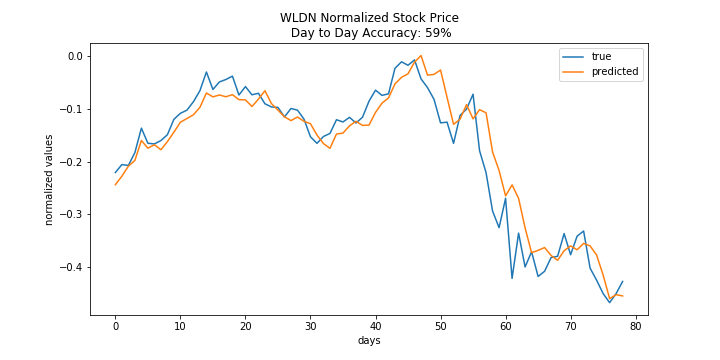 WLDN Normalized Stock Price
Day to Day Accuracy: 59%
true
predicted
normalized values
0.0
−0.1
−0.2
−0.3
−0.4
0 10 20 30 40 50 60 70 80
days